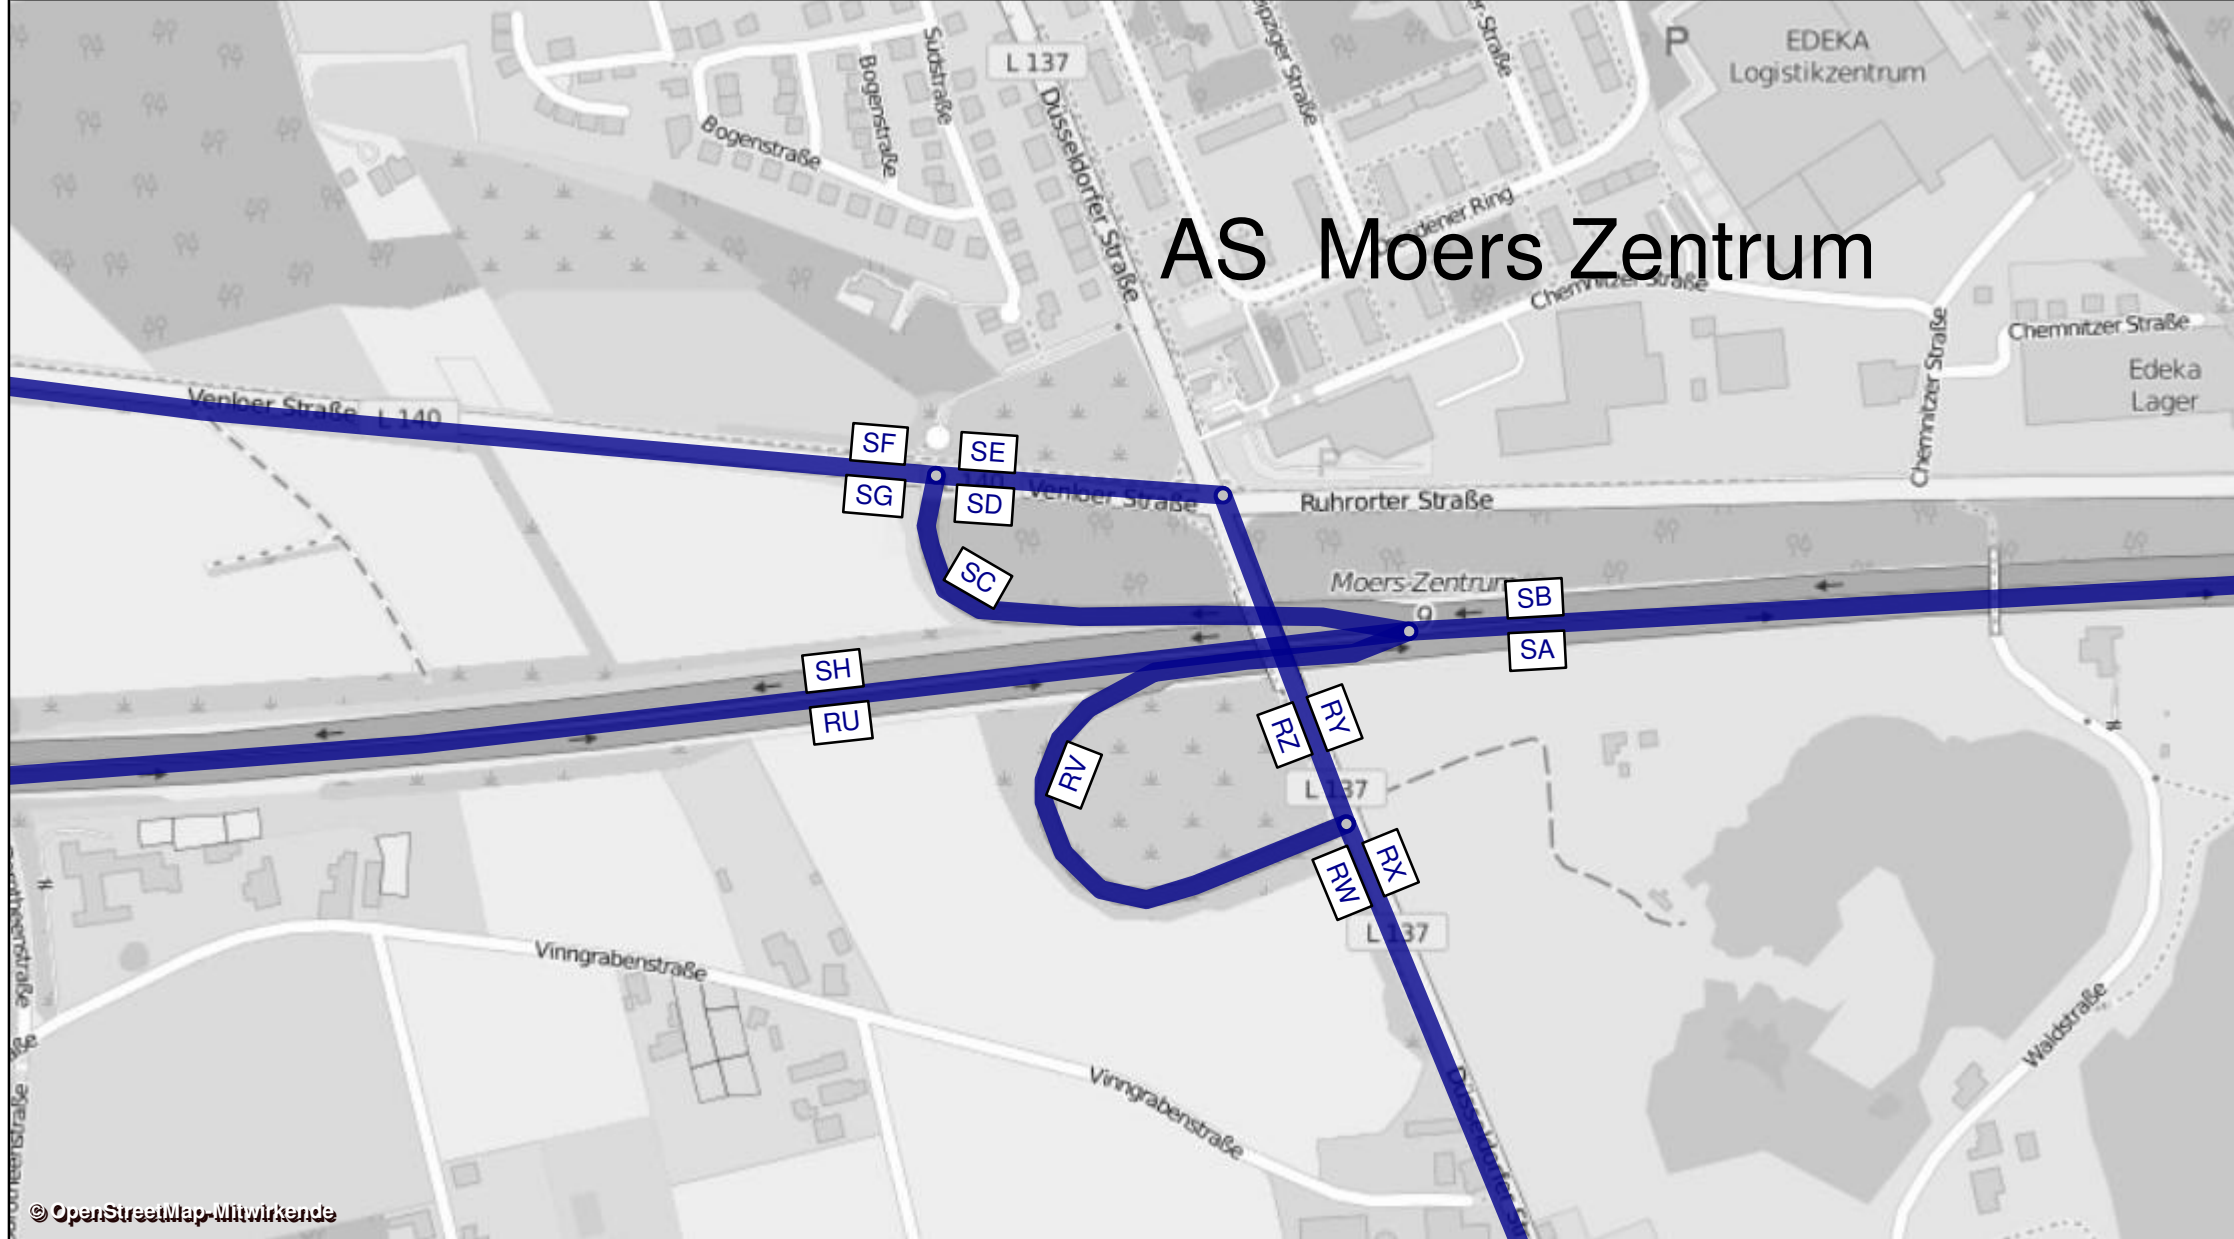 Südstraße
L 137
Düsseldorfer Straße
Bogenstraße
Bogenstraße
P
EDEKA
Logistikzentrum
AS Moers Zentrum
Chemnitzer Straße
Chemnitzer Straße
Chemnitzer Straße
Edeka
Lager
Venloer Straße
L 140
SF
SE
SG
SD
140
Venloer Straße
P
Ruhrorter Straße
SC
Moers-Zentrum
9
SB
SA
SH
RU
RV
RZ
RY
L 137
RW
RX
L 137
Vinngrabenstraße
Vinngrabenstraße
Waldstraße
© OpenStreetMap-Mitwirkende